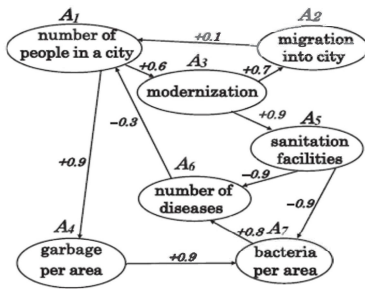 A1
number of
people in a city
A2
migration
into city
+0.1
+0.6
A3
modernization
+0.7
+0.9
A5
sanitation
facilities
-0.3
+0.9
A6
number of
diseases
-0.9
-0.9
A4
garbage
per area
+0.9
+0.8
A7
bacteria
per area